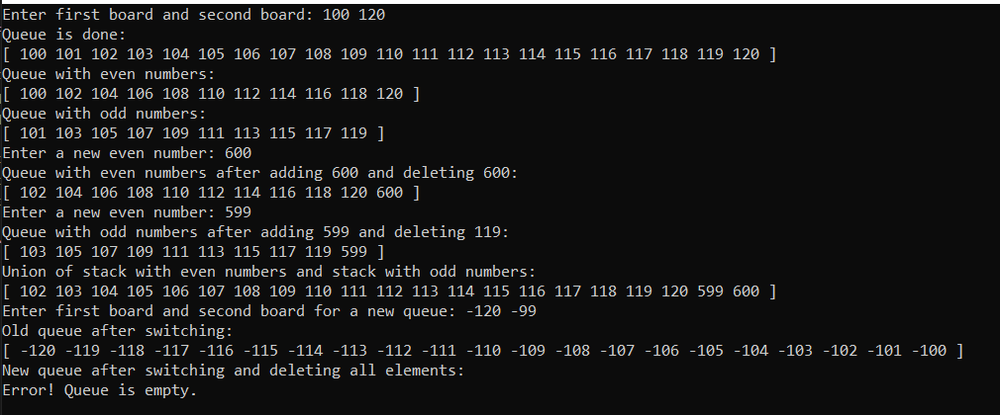 Enter first board and second board: 100 120
Queue is done:
[ 100 101 102 103 104 105 106 107 108 109 110 111 112 113 114 115 116 117 118 119 120 ]
Queue with even numbers:
[ 100 102 104 106 108 110 112 114 116 118 120 ]
Queue with odd numbers:
[ 101 103 105 107 109 111 113 115 117 119 ]
Enter a new even number: 600
Queue with even numbers after adding 600 and deleting 600:
[ 102 104 106 108 110 112 114 116 118 120 600 ]
Enter a new even number: 599
Queue with odd numbers after adding 599 and deleting 119:
[ 103 105 107 109 111 113 115 117 119 599 ]
Union of stack with even numbers and stack with odd numbers:
[ 102 103 104 105 106 107 108 109 110 111 112 113 114 115 116 117 118 119 120 599 600 ]
Enter first board and second board for a new queue: -120 -99
Old queue after switching:
[ -120 -119 -118 -117 -116 -115 -114 -113 -112 -111 -110 -109 -108 -107 -106 -105 -104 -103 -102 -101 -100 ]
New queue after switching and deleting all elements:
Error! Queue is empty.